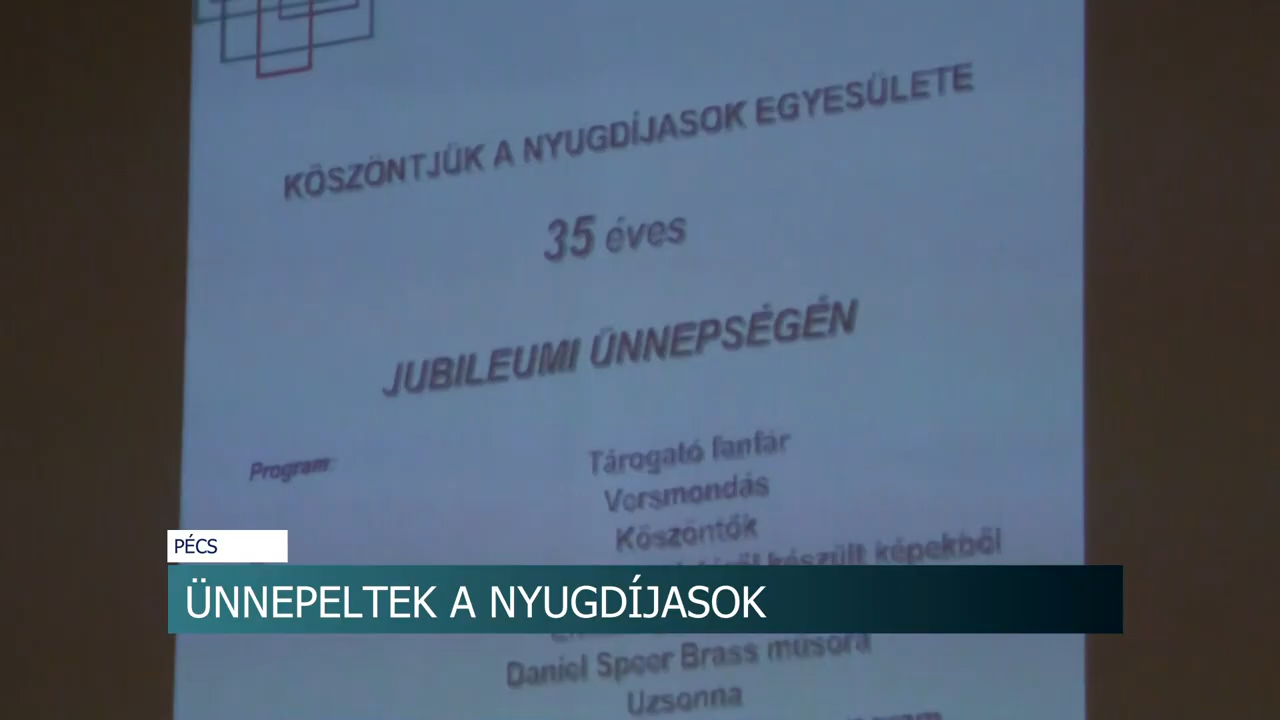 KÖSZÖNTJÜK A NYUGDÍJASOK EGYESÜLETE
35 éves
JUBILEUMI ÜNNEPSÉGÉN
Program:
Tárogató fanfár
Versmondás
Köszöntők
készült képekből
PÉCS
ÜNNEPELTEK A NYUGDÍJASOK
Daniel Speer Brass műsora
Uzsonna